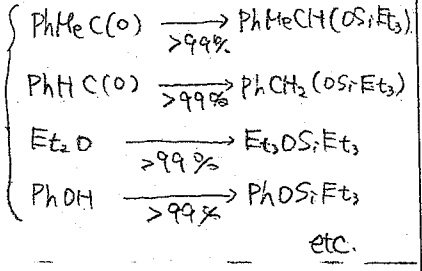 PhMeC(O) → PhMeCH(OSiEt₃)
>99%
PhHC(O) → PhCH₂(OSiEt₃)
>99%
Et₂O → Et₃OSiEt₃
>99%
PhOH → PhOSiEt₃
>99%
etc.